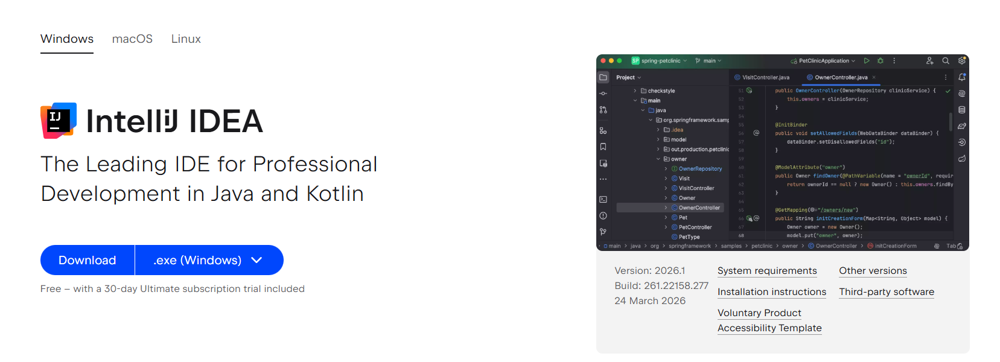 Windows macOS Linux
IJ
IntelliJ IDEA
The Leading IDE for Professional
Development in Java and Kotlin
Download .exe (Windows)
Free – with a 30-day Ultimate subscription trial included
SP spring-petclinic main PetClinicApplication
Project
VisitController.java OwnerController.java
checkstyle
main
java
org.springframework.samp
.idea
model
out.production.petclinic
owner
OwnerRepository
Visit
VisitController
Owner
OwnerController
Pet
PetController
PetType
51 public OwnerController(OwnerRepository clinicService) {
52 this.owners = clinicService;
53 }
54
55 @InitBinder
56 public void setAllowedFields(WebDataBinder dataBinder) {
57 dataBinder.setDisallowedFields("id");
58 }
59
60 @ModelAttribute("owner")
61 public Owner findOwner(@PathVariable(name = "ownerId", requir
62 return ownerId == null ? new Owner() : this.owners.findBy
63 }
64
65 @GetMapping("/owners/new")
66 public String initCreationForm(Map<String, Object> model) {
67 Owner owner = new Owner();
68 model.put("owner", owner);
main > java > org > springframework > samples > petclinic > owner > OwnerController > initCreationForm Tab
Version: 2026.1
Build: 261.22158.277
24 March 2026
System requirements
Installation instructions
Voluntary Product
Accessibility Template
Other versions
Third-party software